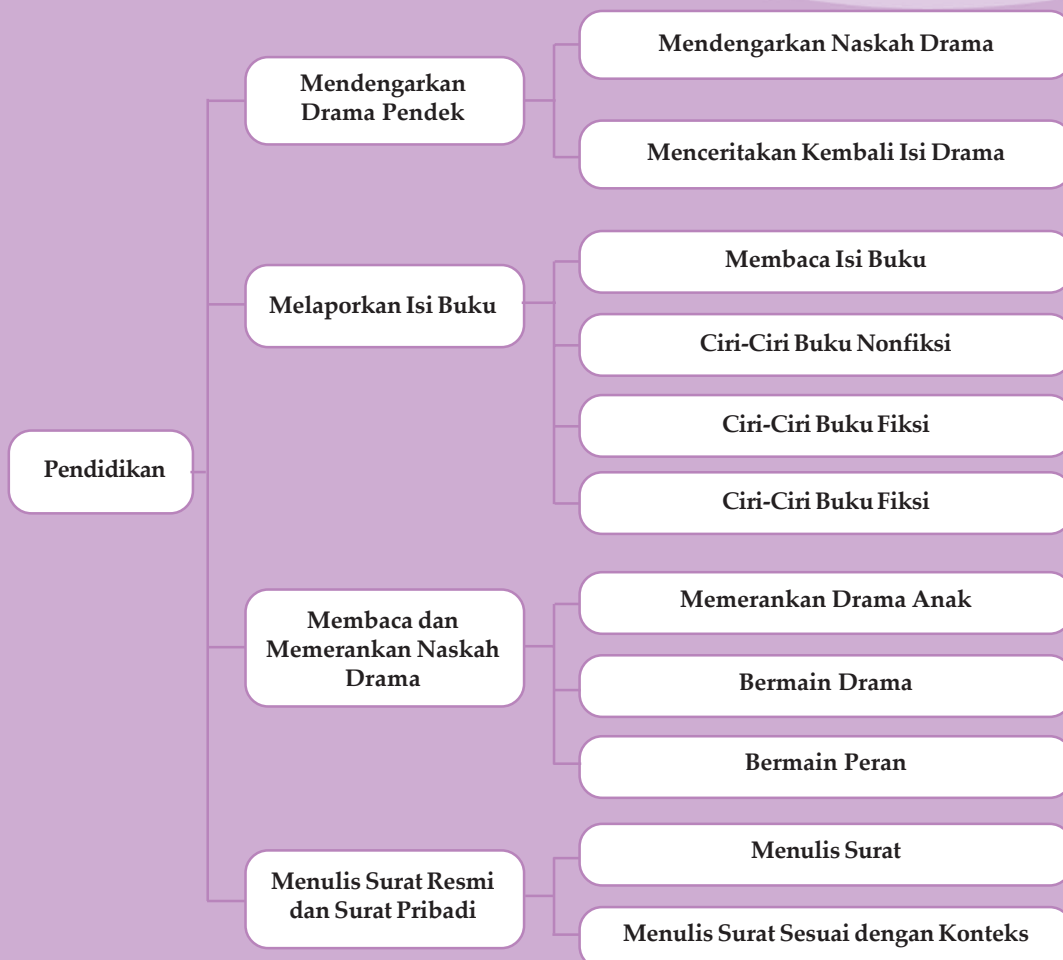 Pendidikan
Mendengarkan
Drama Pendek
Mendengarkan Naskah Drama
Menceritakan Kembali Isi Drama
Melaporkan Isi Buku
Membaca Isi Buku
Ciri-Ciri Buku Nonfiksi
Ciri-Ciri Buku Fiksi
Ciri-Ciri Buku Fiksi
Membaca dan
Memerankan Naskah
Drama
Memerankan Drama Anak
Bermain Drama
Bermain Peran
Menulis Surat Resmi
dan Surat Pribadi
Menulis Surat
Menulis Surat Sesuai dengan Konteks